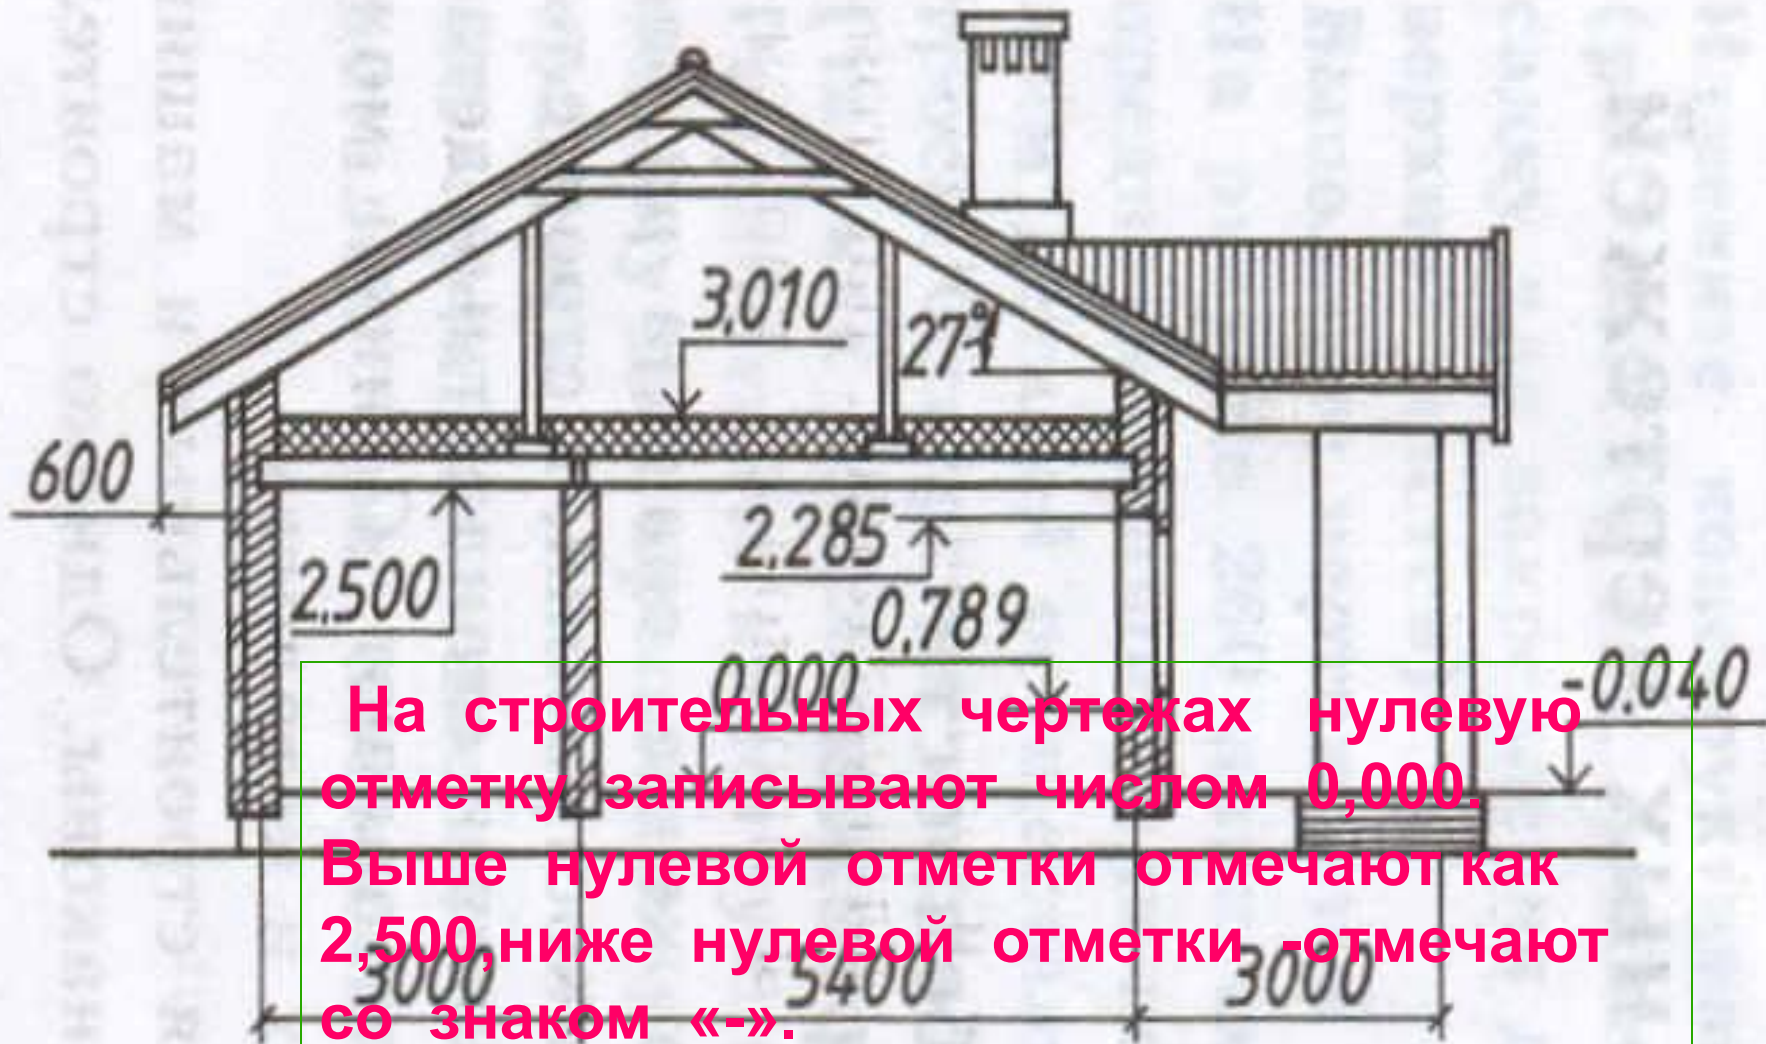 3,010
27°
600
2,285
2,500
0,789
0,000
-0,040
На строительных чертежах нулевую
отметку записывают числом 0,000.
Выше нулевой отметки отмечают как
2,500,ниже нулевой отметки -отмечают
со знаком «-».
3000 5400 3000